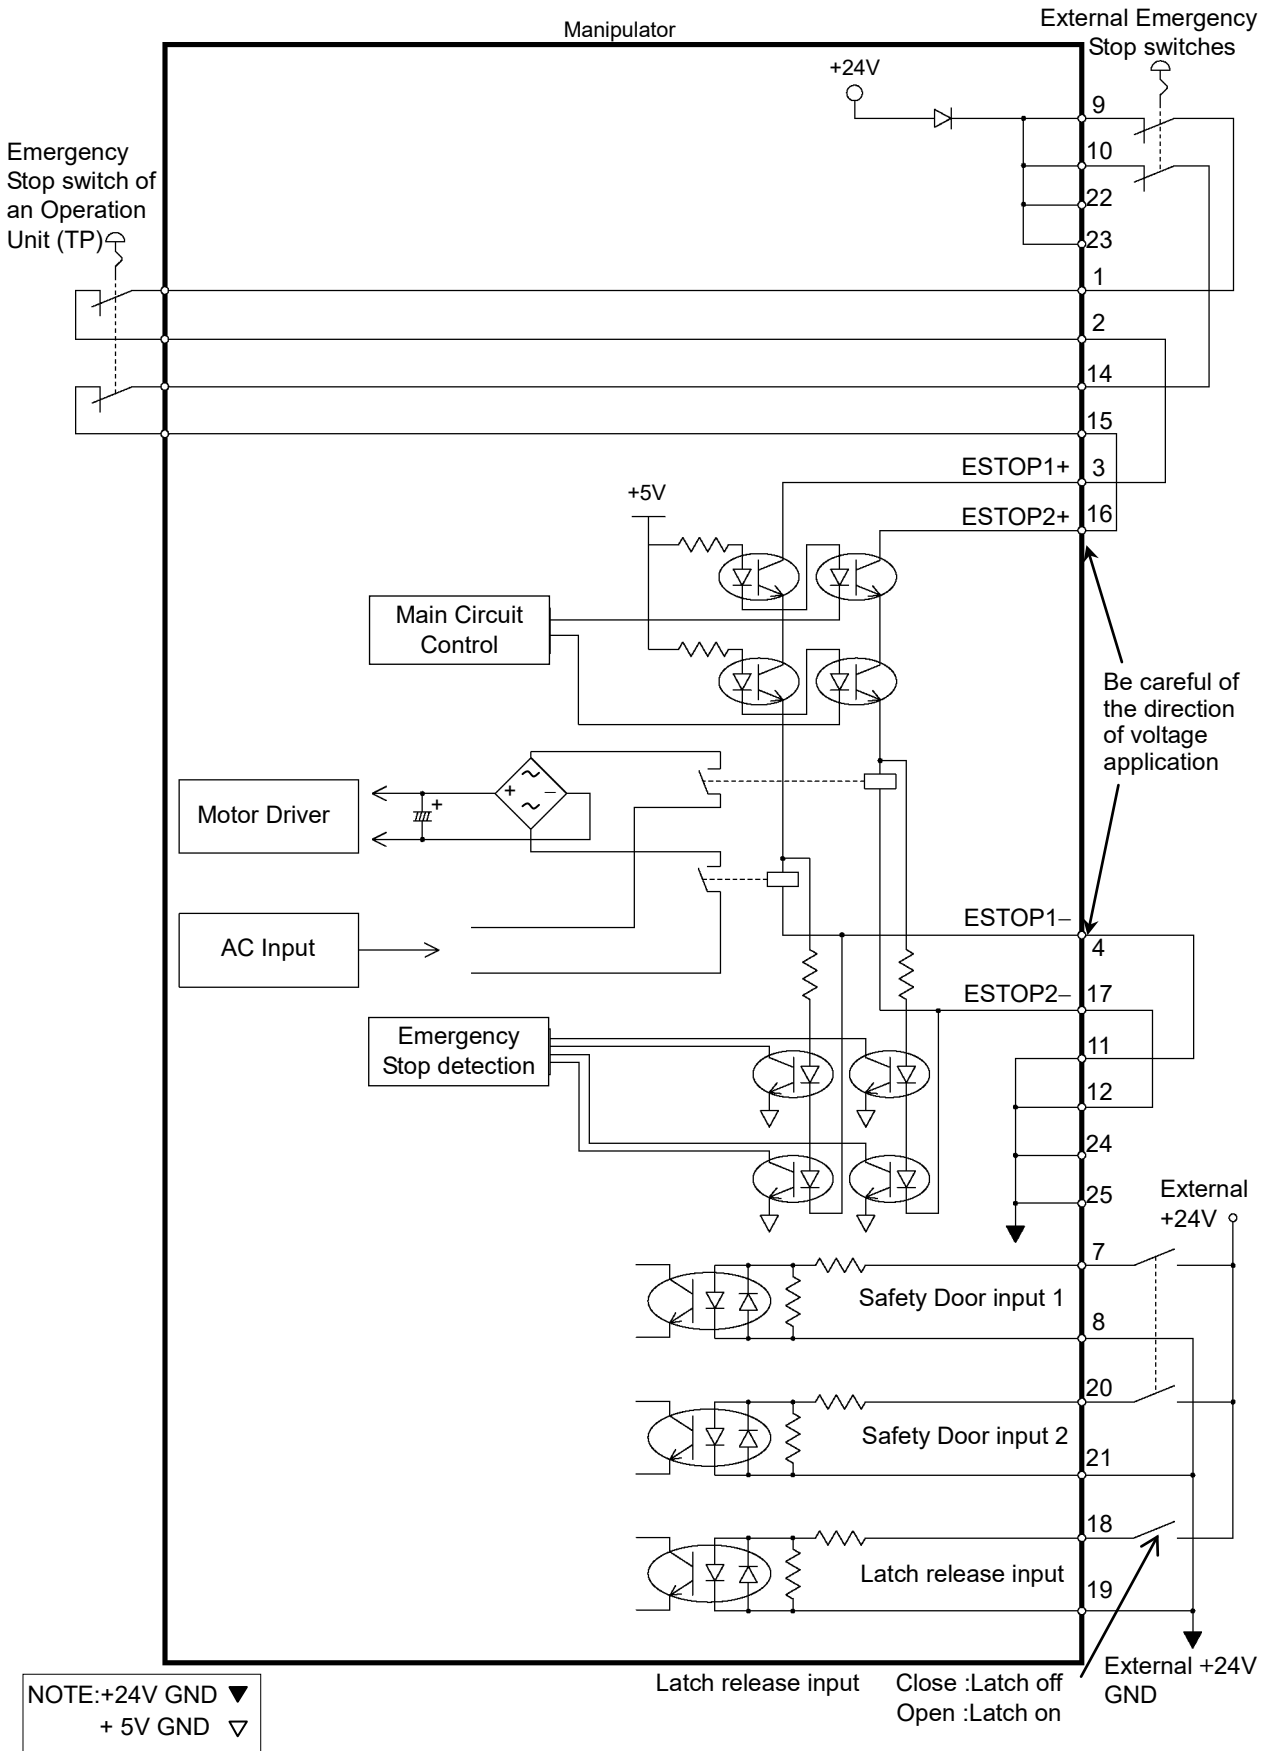 Manipulator
External Emergency
Stop switches
+24V
9
10
22
23
Emergency
Stop switch of
an Operation
Unit (TP)
1
2
14
15
ESTOP1+ 3
ESTOP2+ 16
+5V
Main Circuit
Control
Be careful of
the direction
of voltage
application
Motor Driver
+ −
+
AC Input
ESTOP1−
4
ESTOP2− 17
11
12
24
25
Emergency
Stop detection
External
+24V
7
Safety Door input 1
8
20
Safety Door input 2
21
18
Latch release input
19
External +24V
GND
Latch release input Close :Latch off
Open :Latch on
NOTE:+24V GND ▼
+ 5V GND ▽